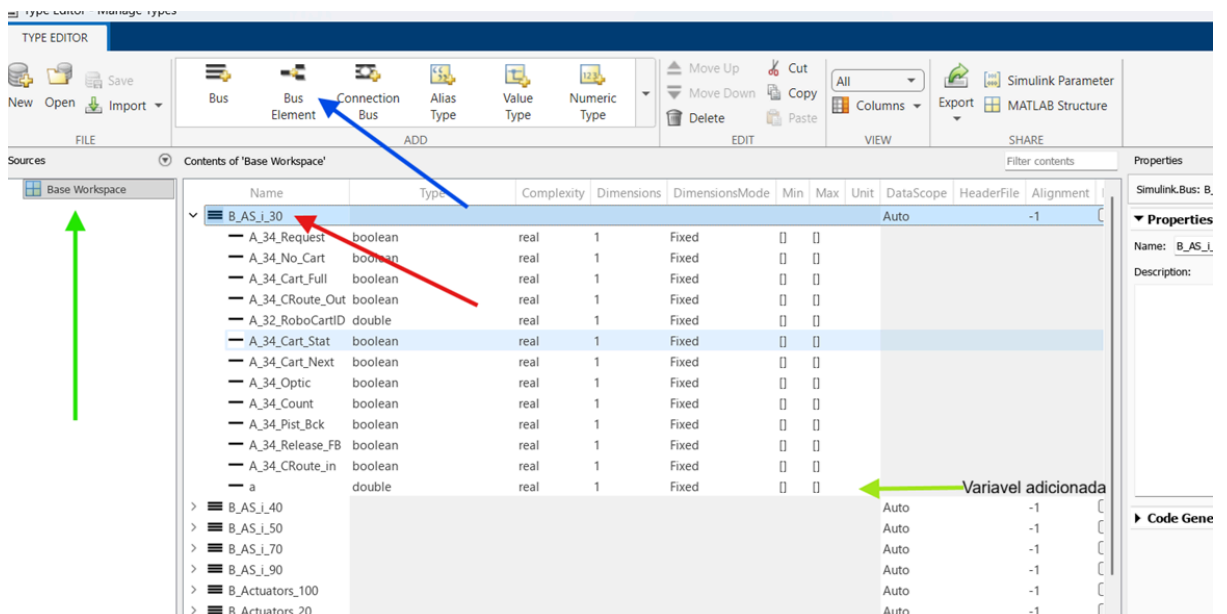 Type Editor - Manage Types
TYPE EDITOR
New Open Save Import
Bus Bus Element Connection Bus Alias Type Value Type Numeric Type
Move Up Move Down Delete Cut Copy Paste
All Columns
Export Simulink Parameter MATLAB Structure
FILE ADD EDIT VIEW SHARE
Sources Contents of 'Base Workspace' Filter contents Properties
Base Workspace
Simulink.Bus: B_
Name Type Complexity Dimensions DimensionsMode Min Max Unit DataScope HeaderFile Alignment
B_AS_i_30 Auto -1
Properties
A_34_Request boolean real 1 Fixed [] []
Name: B_AS_i_
A_34_No_Cart boolean real 1 Fixed [] []
Description:
A_34_Cart_Full boolean real 1 Fixed [] []
A_34_CRoute_Out boolean real 1 Fixed [] []
A_32_RoboCartID double real 1 Fixed [] []
A_34_Cart_Stat boolean real 1 Fixed [] []
A_34_Cart_Next boolean real 1 Fixed [] []
A_34_Optic boolean real 1 Fixed [] []
A_34_Count boolean real 1 Fixed [] []
A_34_Pist_Bck boolean real 1 Fixed [] []
A_34_Release_FB boolean real 1 Fixed [] []
A_34_CRoute_in boolean real 1 Fixed [] []
a double real 1 Fixed [] [] Variavel adicionada
B_AS_i_40 Auto -1
Code Gene
B_AS_i_50 Auto -1
B_AS_i_70 Auto -1
B_AS_i_90 Auto -1
B_Actuators_100 Auto -1
B_Actuators_20 Auto -1